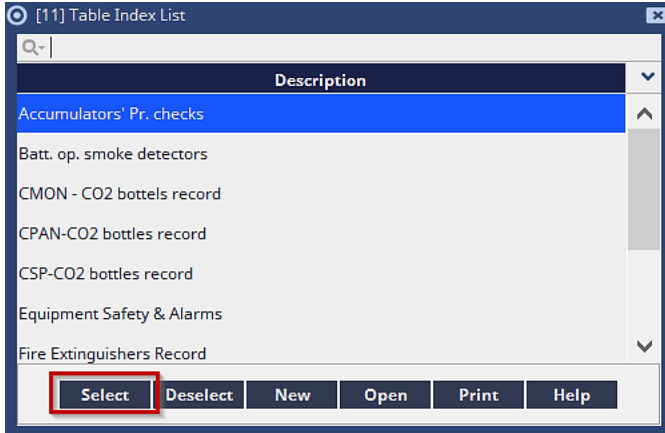 [11] Table Index List
Description
Accumulators' Pr. checks
Batt. op. smoke detectors
CMON - CO2 bottels record
CPAN-CO2 bottles record
CSP-CO2 bottles record
Equipment Safety & Alarms
Fire Extinguishers Record
Select Deselect New Open Print Help